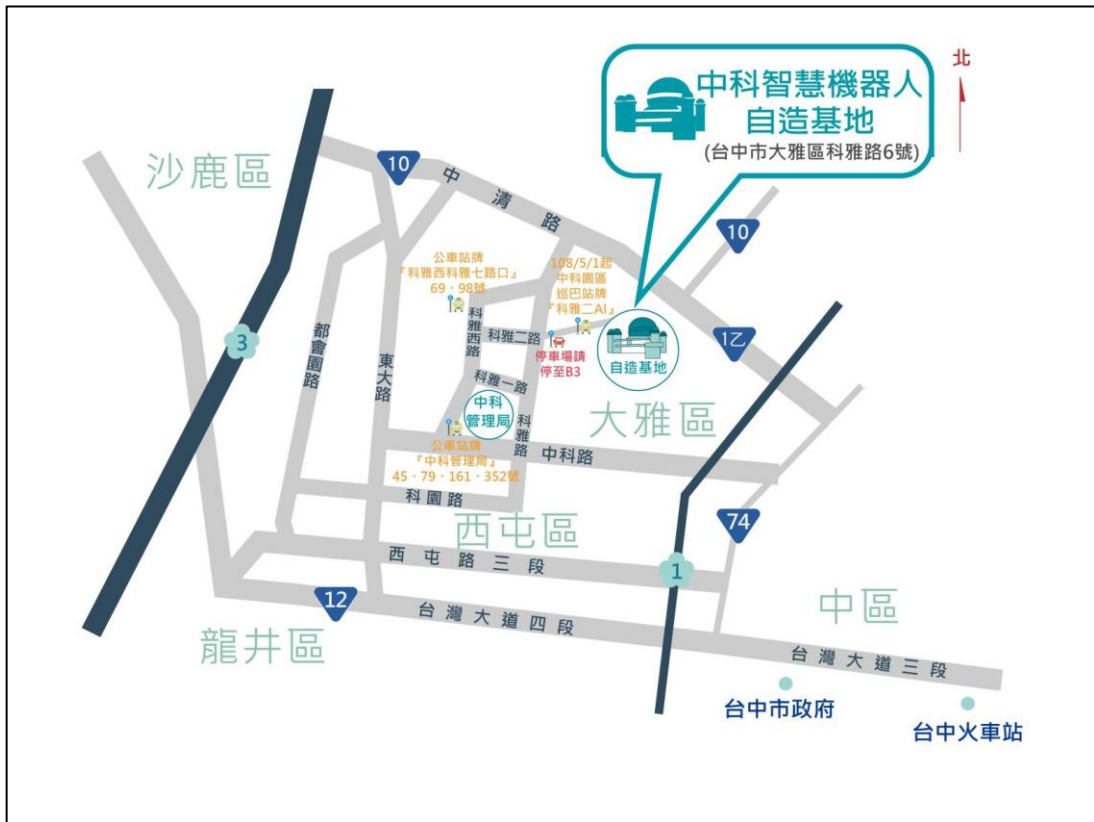 中科智慧機器人
自造基地
(台中市大雅區科雅路6號)
北
沙鹿區
10
中清路
10
公車站牌
『科雅西科雅七路口』
69、98號
108/5/1起
中科園區
巡巴站牌
『科雅二AI』
3
都會園路
東大路
科雅西路
科雅二路
停車場請
停至B3
自造基地
1乙
科雅一路
中科
管理局
科雅路
大雅區
公車站牌
『中科管理局』
45、79、161、352號
中科路
科園路
西屯區
74
西屯路三段
1
12
台灣大道四段
中區
龍井區
台灣大道三段
台中市政府
台中火車站